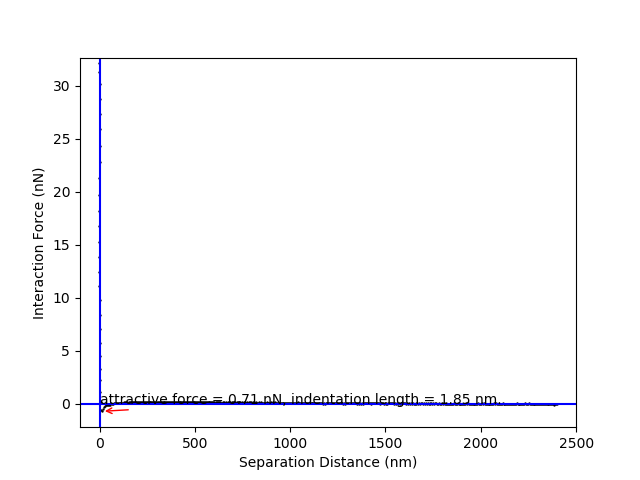 30
25
20
15
10
5
0
Interaction Force (nN)
attractive force = 0.71 nN, indentation length = 1.85 nm
0 500 1000 1500 2000 2500
Separation Distance (nm)